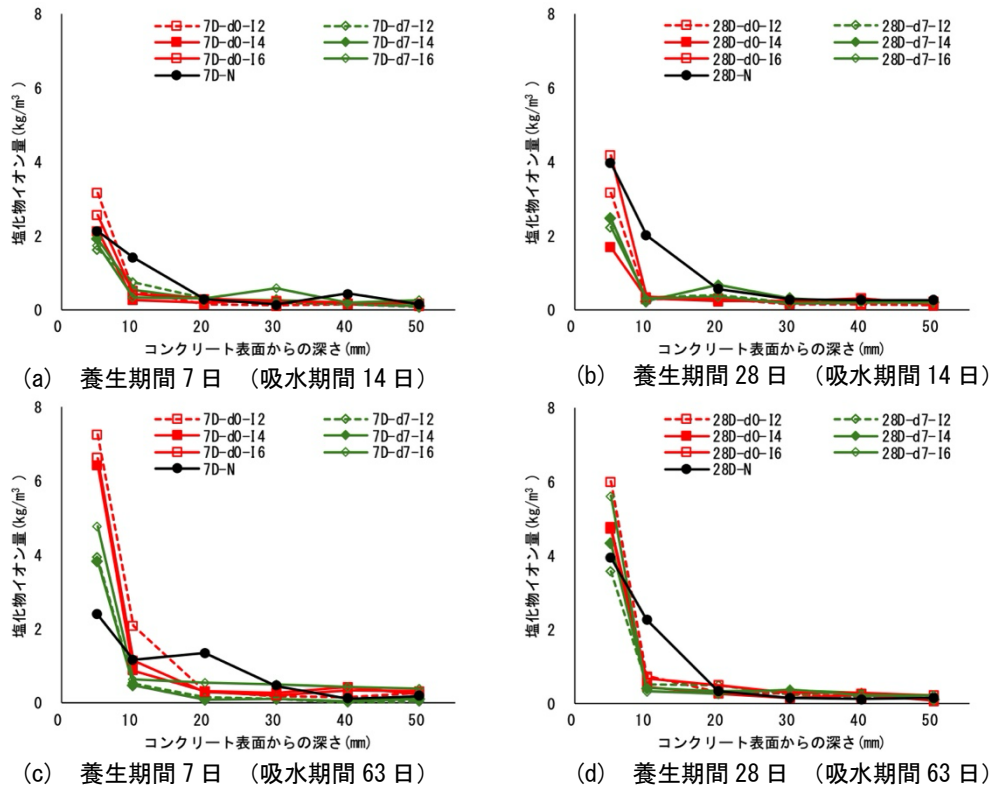 8
6
4
2
0
塩化物イオン量(kg/m³)
7D-d0-I2 7D-d7-I2
7D-d0-I4 7D-d7-I4
7D-d0-I6 7D-d7-I6
7D-N
0 10 20 30 40 50
コンクリート表面からの深さ(mm)
(a) 養生期間 7 日 (吸水期間 14 日)
8
6
4
2
0
塩化物イオン量(kg/m³)
28D-d0-I2 28D-d7-I2
28D-d0-I4 28D-d7-I4
28D-d0-I6 28D-d7-I6
28D-N
0 10 20 30 40 50
コンクリート表面からの深さ(mm)
(b) 養生期間 28 日 (吸水期間 14 日)
8
6
4
2
0
塩化物イオン量(kg/m³)
7D-d0-I2 7D-d7-I2
7D-d0-I4 7D-d7-I4
7D-d0-I6 7D-d7-I6
7D-N
0 10 20 30 40 50
コンクリート表面からの深さ(mm)
(c) 養生期間 7 日 (吸水期間 63 日)
8
6
4
2
0
塩化物イオン量(kg/m³)
28D-d0-I2 28D-d7-I2
28D-d0-I4 28D-d7-I4
28D-d0-I6 28D-d7-I6
28D-N
0 10 20 30 40 50
コンクリート表面からの深さ(mm)
(d) 養生期間 28 日 (吸水期間 63 日)